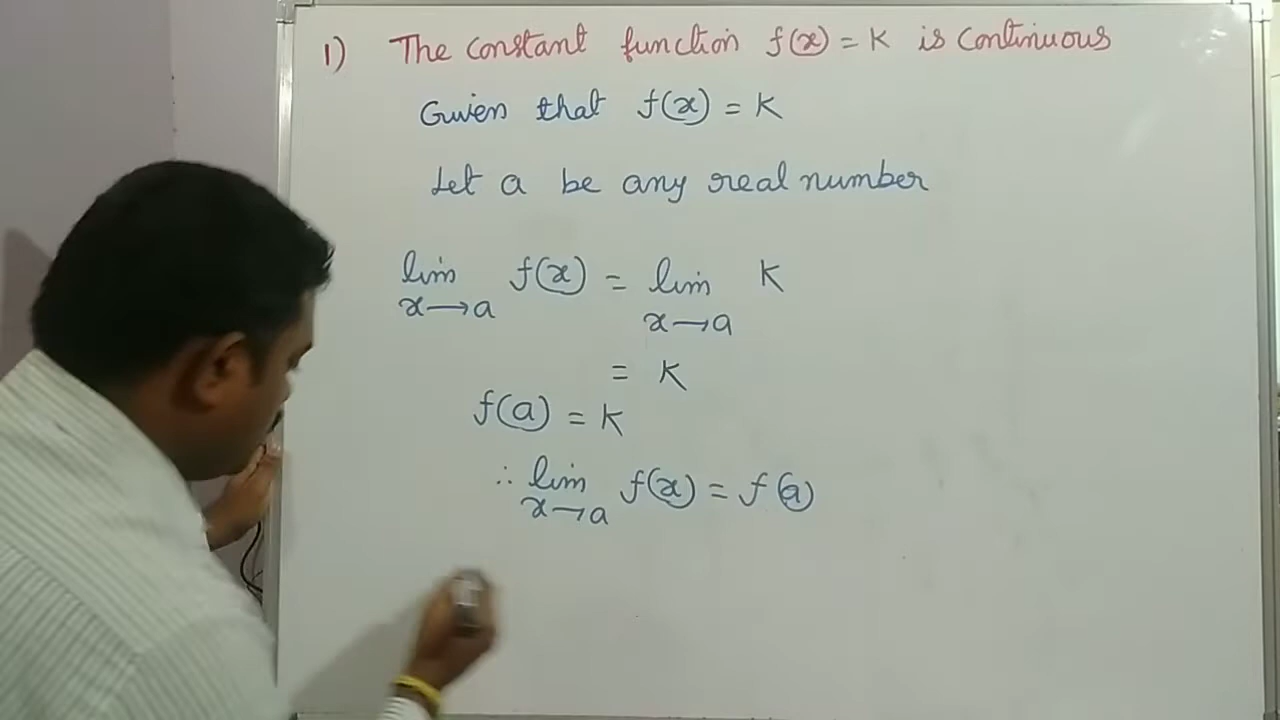 1) The constant function f(x) = K is continuous
Given that f(x) = K
Let a be any real number
lim x→a f(x) = lim x→a K
= K
f(a) = K
∴ lim x→a f(x) = f(a)